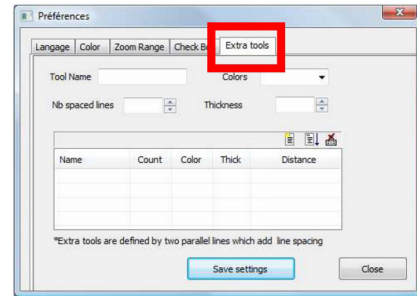 Préférences
Langage Color Zoom Range Check B Extra tools
Tool Name Colors
Nb spaced lines Thickness
Name Count Color Thick Distance
*Extra tools are defined by two parallel lines which add line spacing
Save settings Close